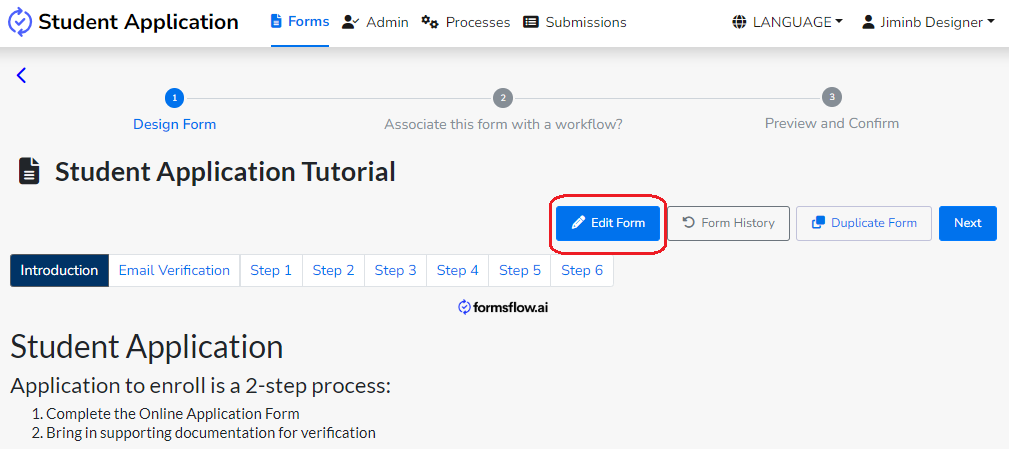 Student Application Forms Admin Processes Submissions LANGUAGE Jiminb Designer
1 2 3
Design Form Associate this form with a workflow? Preview and Confirm
Student Application Tutorial
Edit Form Form History Duplicate Form Next
Introduction Email Verification Step 1 Step 2 Step 3 Step 4 Step 5 Step 6
formsflow.ai
Student Application
Application to enroll is a 2-step process:
1. Complete the Online Application Form
2. Bring in supporting documentation for verification